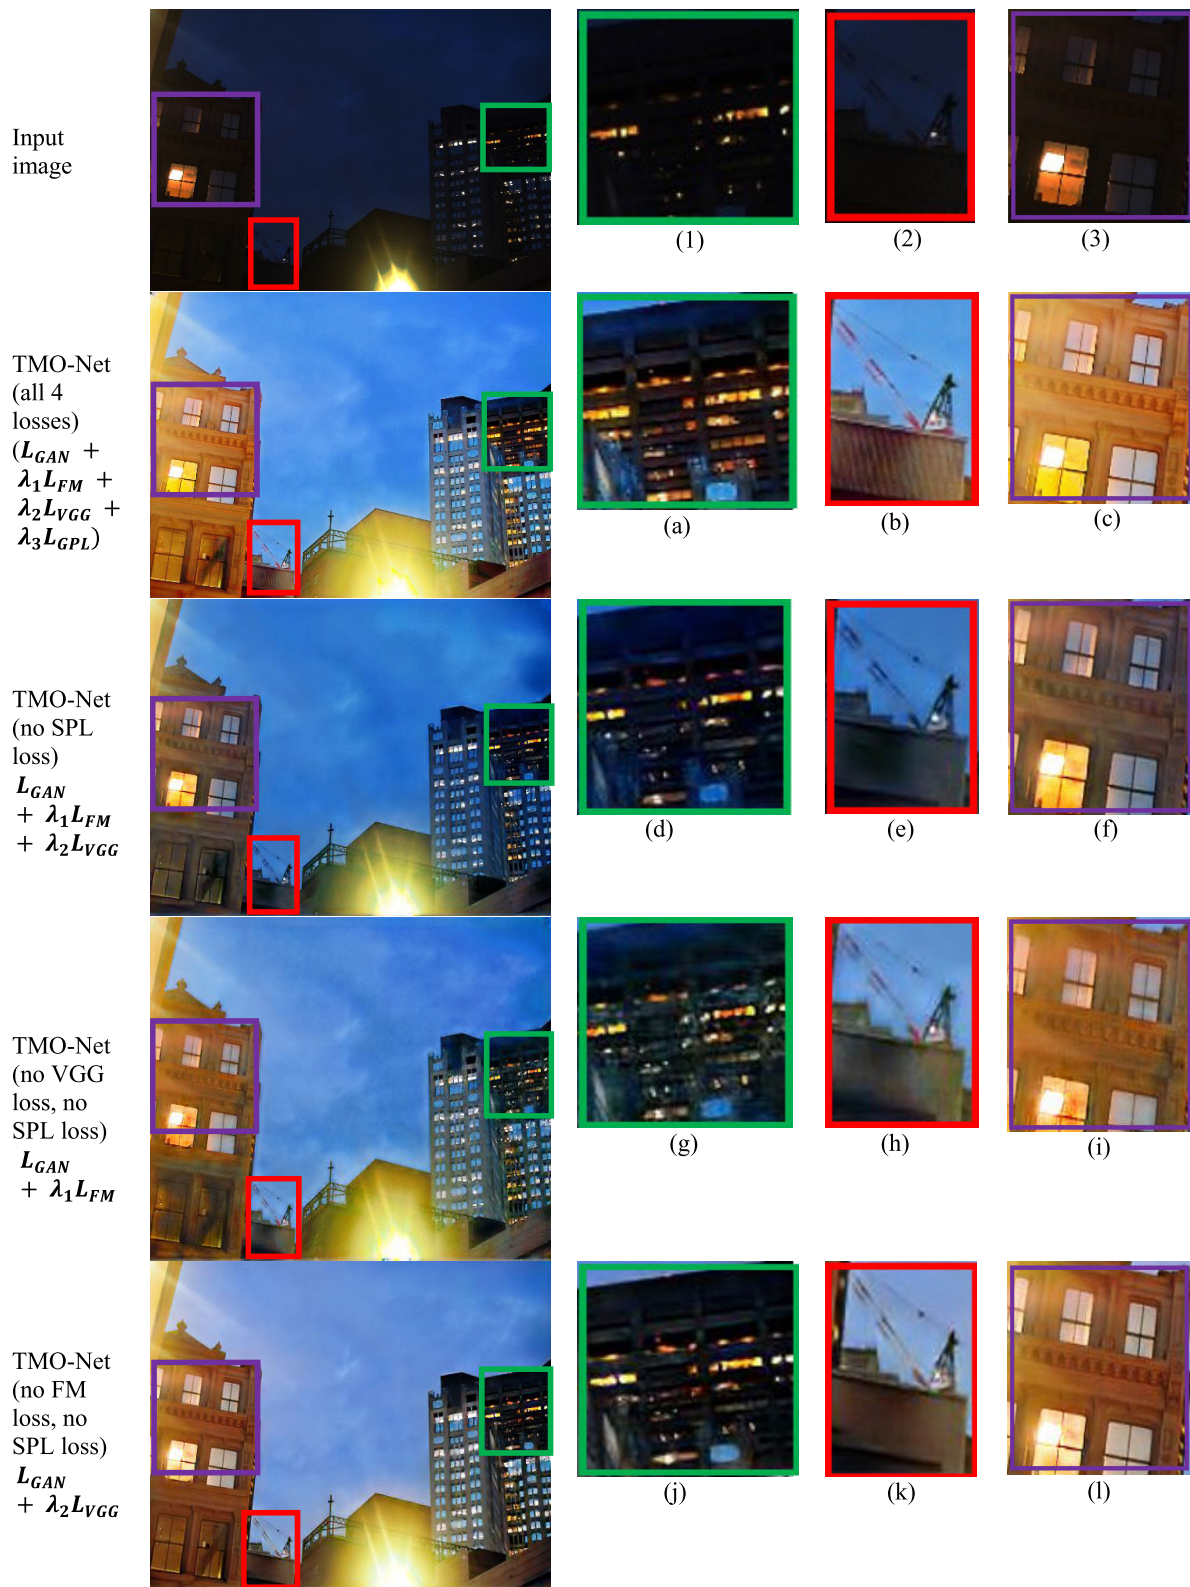 Input
image
(1)
(2)
(3)
TMO-Net
(all 4
losses)
(L_GAN +
λ₁L_FM +
λ₂L_VGG +
λ₃L_GPL)
(a)
(b)
(c)
TMO-Net
(no SPL
loss)
L_GAN
+ λ₁L_FM
+ λ₂L_VGG
(d)
(e)
(f)
TMO-Net
(no VGG
loss, no
SPL loss)
L_GAN
+ λ₁L_FM
(g)
(h)
(i)
TMO-Net
(no FM
loss, no
SPL loss)
L_GAN
+ λ₂L_VGG
(j)
(k)
(l)